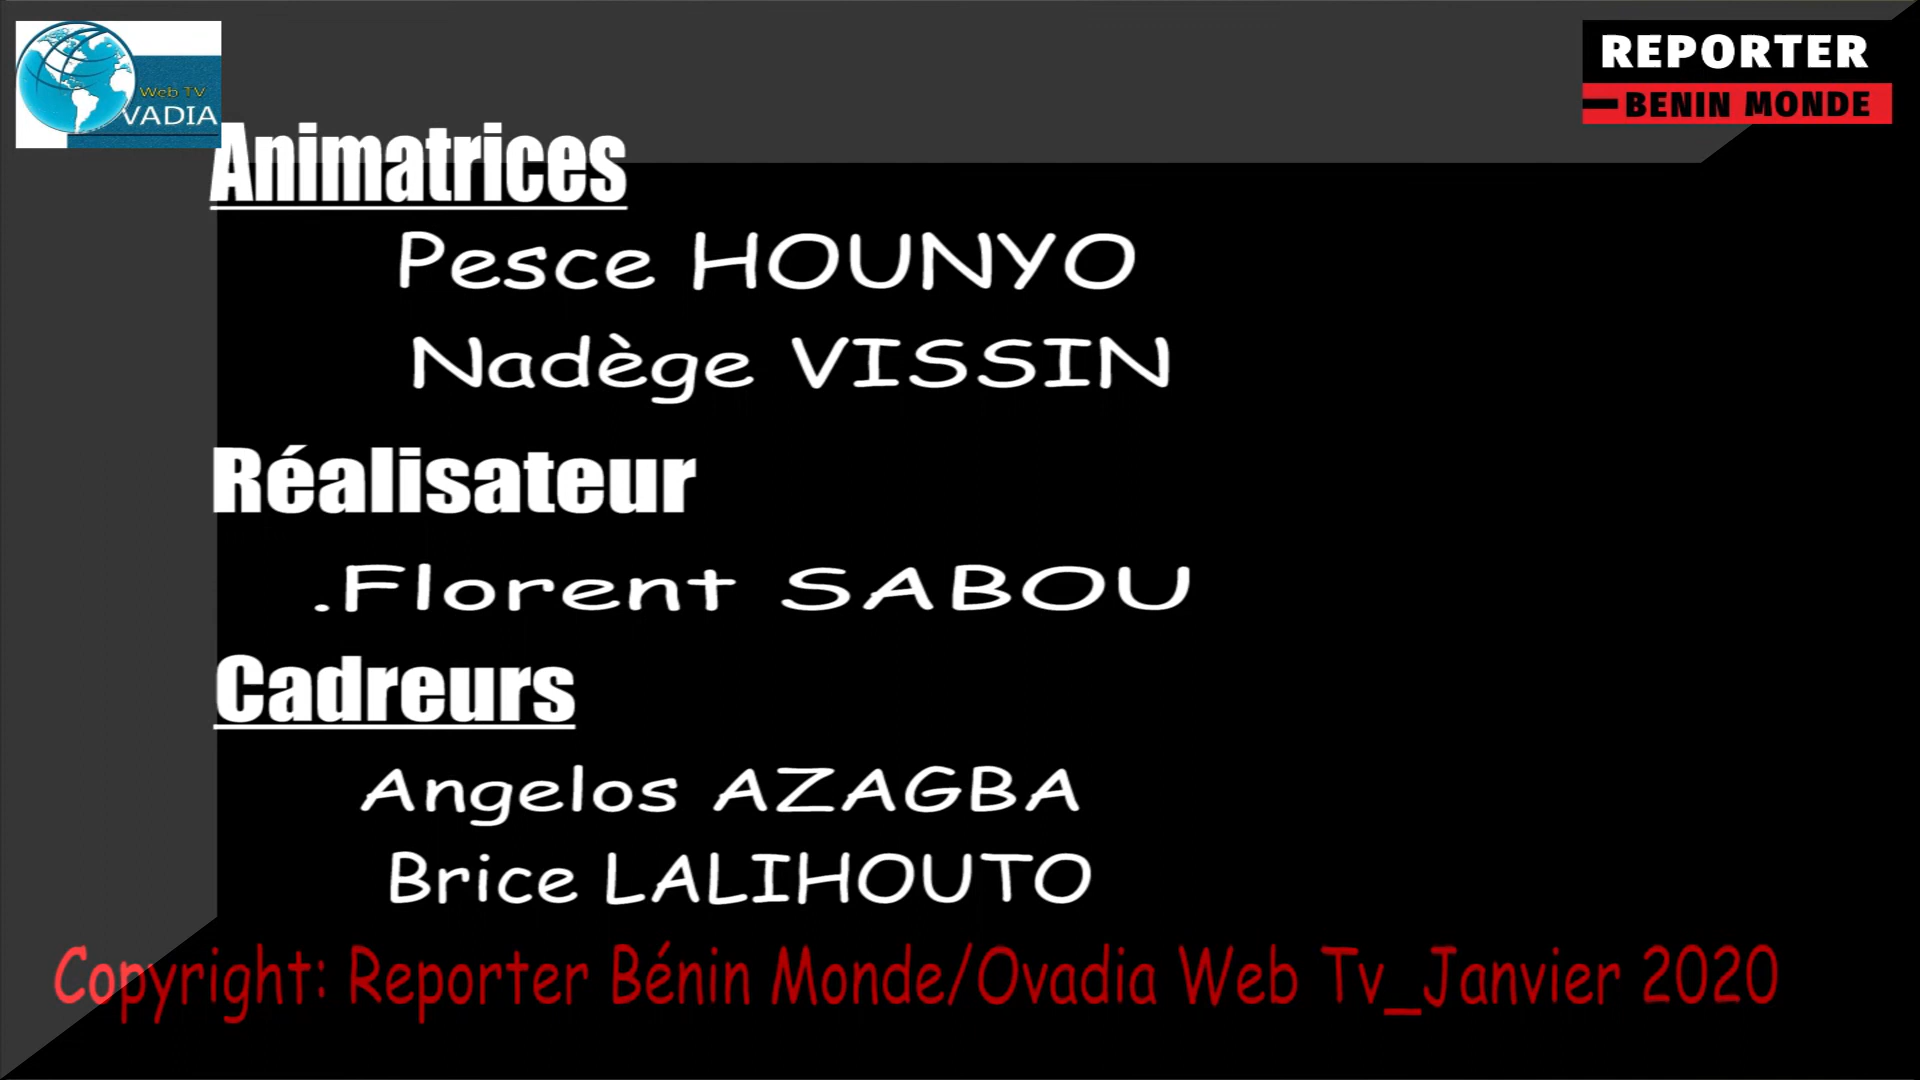 Web TV
VADIA
REPORTER
BENIN MONDE
Animatrices
Pesce HOUNYO
Nadège VISSIN
Réalisateur
.Florent SABOU
Cadreurs
Angelos AZAGBA
Brice LALIHOUTO
Copyright: Reporter Bénin Monde/Ovadia Web Tv_Janvier 2020